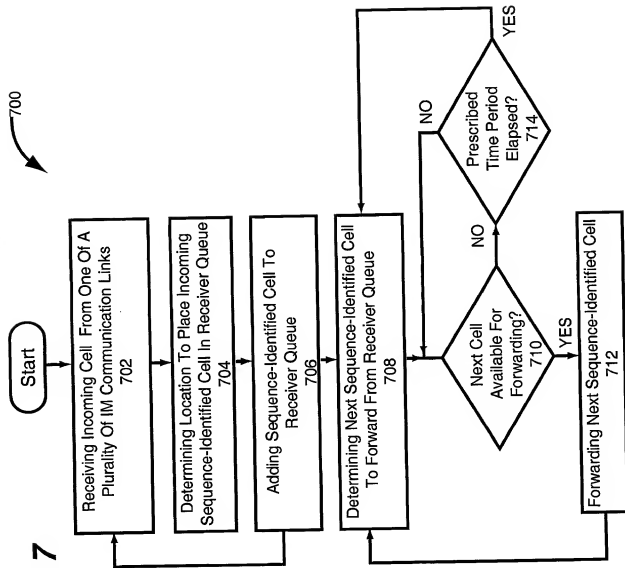 7
700
Start
Receiving Incoming Cell From One Of A
Plurality Of IM Communication Links
702
Determining Location To Place Incoming
Sequence-Identified Cell In Receiver Queue
704
Adding Sequence-Identified Cell To
Receiver Queue
706
Determining Next Sequence-Identified Cell
To Forward From Receiver Queue
708
Next Cell
Available For
Forwarding?
710
NO
YES
Prescribed
Time Period
Elapsed?
714
NO
YES
Forwarding Next Sequence-Identified Cell
712